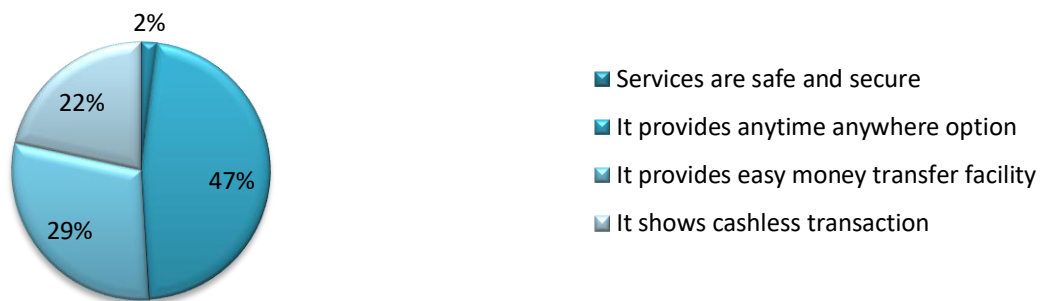 2%
22%
47%
29%
Services are safe and secure
It provides anytime anywhere option
It provides easy money transfer facility
It shows cashless transaction